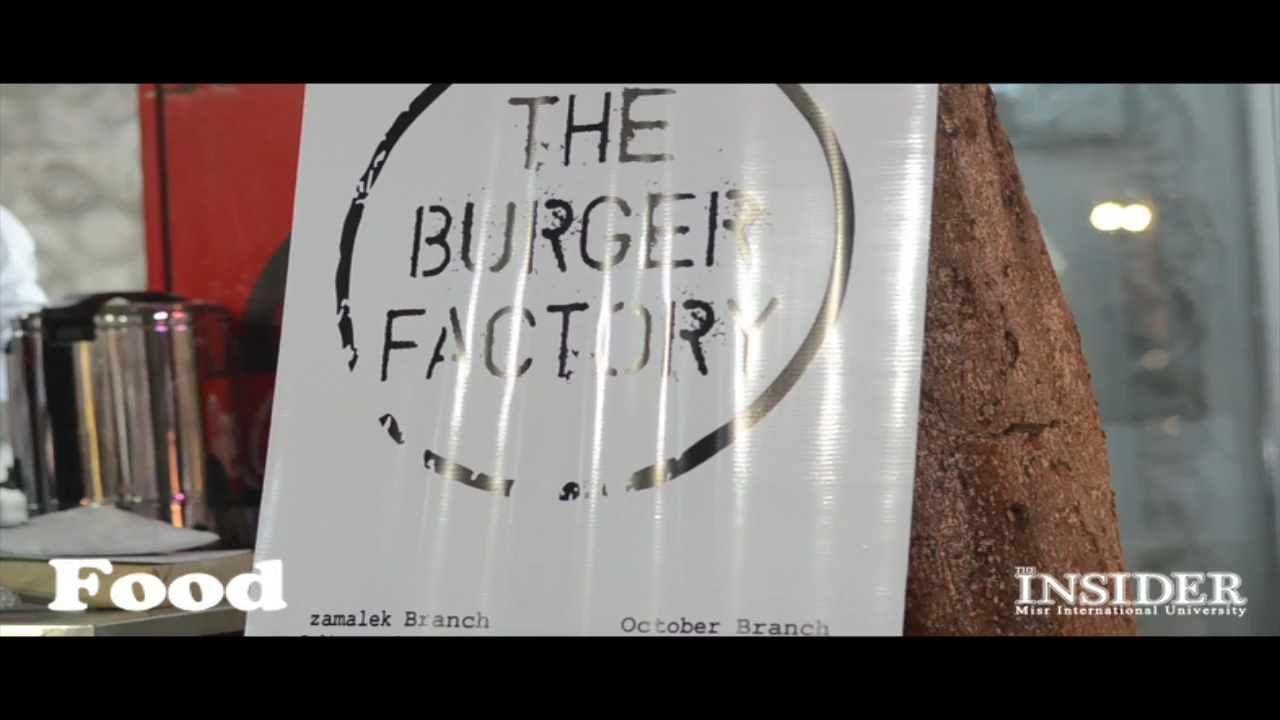 THE
BURGER
FACTORY
zamalek Branch
October Branch
Food
THE
INSIDER
Misr International University